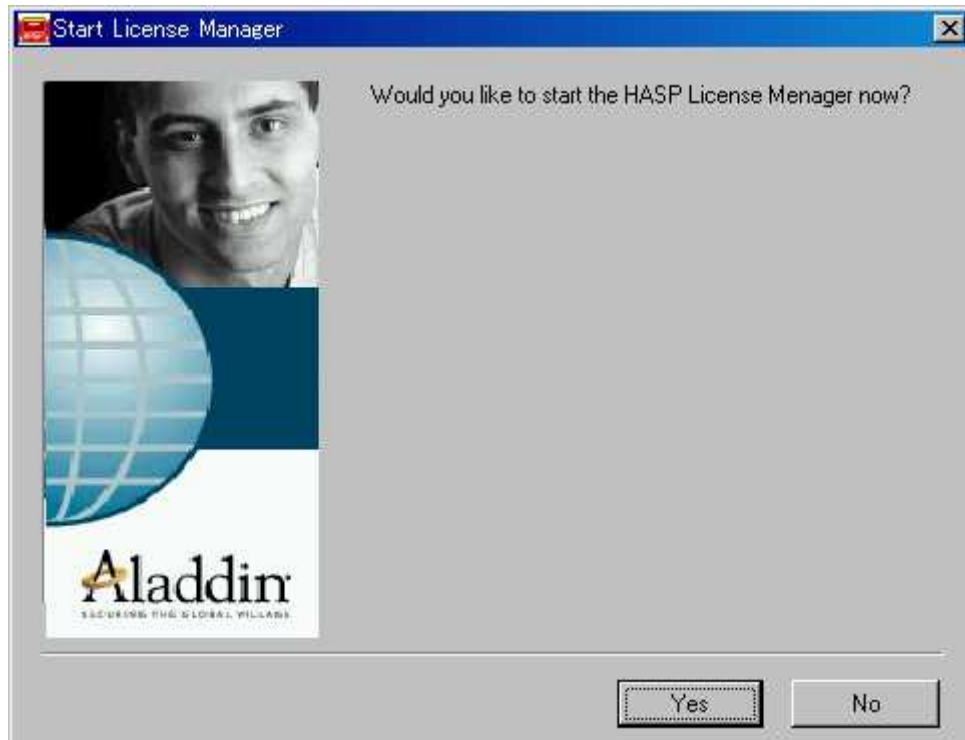 Start License Manager
Would you like to start the HASP License Menager now?
Aladdin
SECURING THE GLOBAL VILLAGE
Yes
No